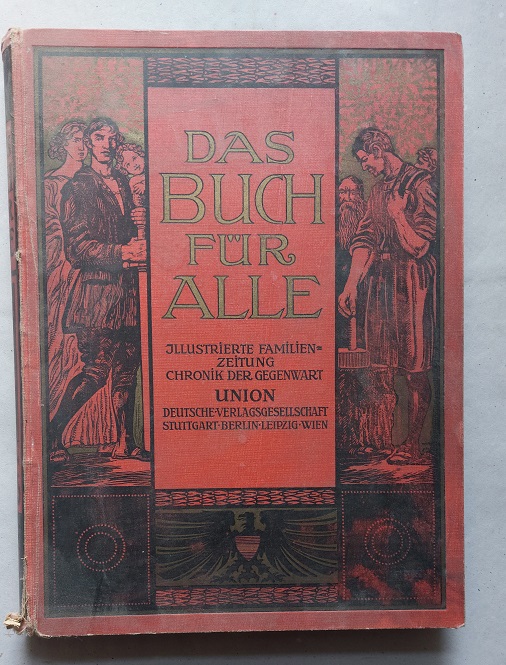 DAS
BUCH
FÜR
ALLE
JLLUSTRIERTE FAMILIEN=
ZEITUNG
CHRONIK DER GEGENWART
UNION
DEUTSCHE·VERLAGSGESELLSCHAFT
STUTTGART·BERLIN·LEIPZIG·WIEN